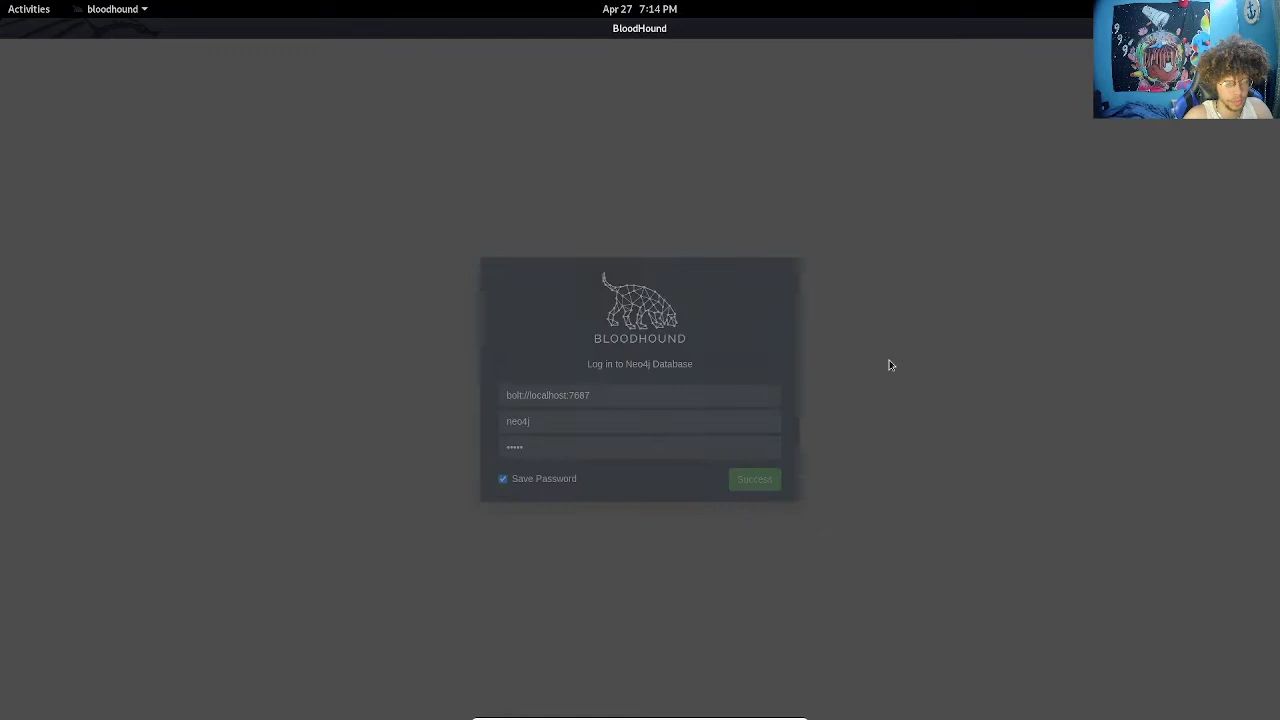 Activities
bloodhound
Apr 27 7:14 PM
BloodHound
BLOODHOUND
Log in to Neo4j Database
bolt://localhost:7687
neo4j
•••••
Save Password
Success